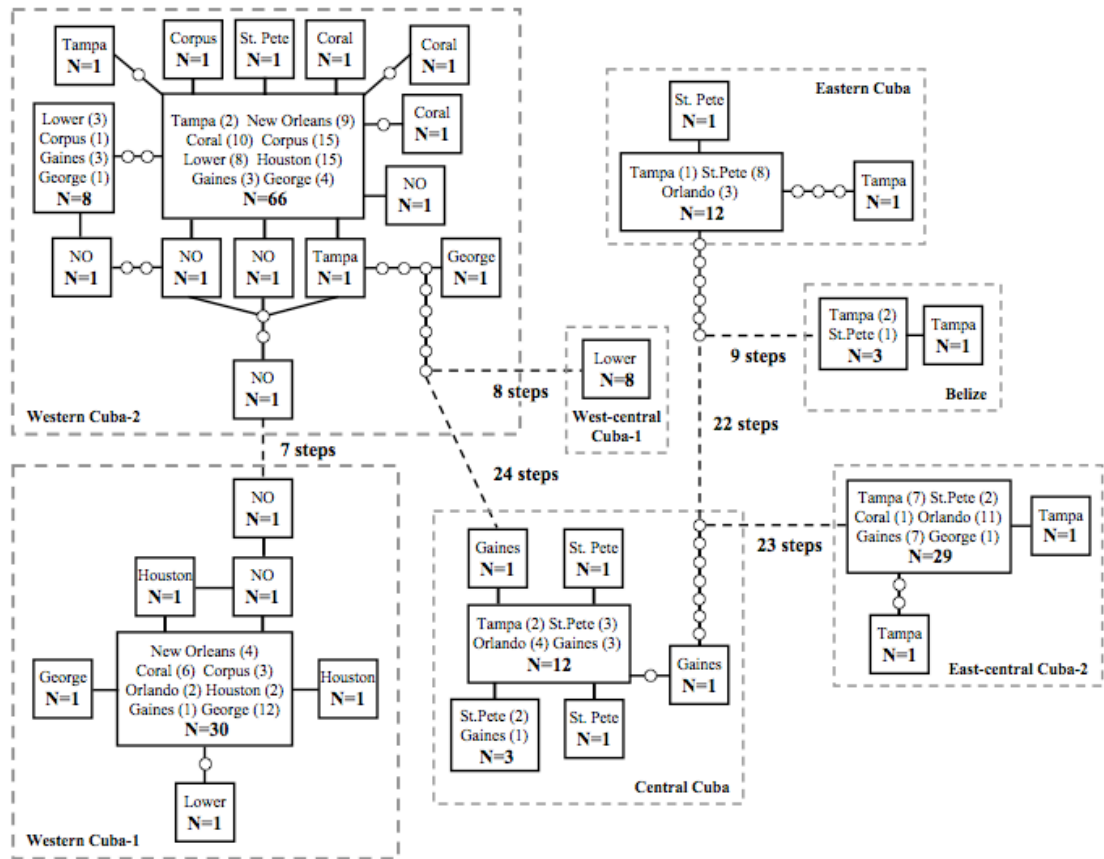 Tampa
N=1
Corpus
N=1
St. Pete
N=1
Coral
N=1
Coral
N=1
Coral
N=1
Lower (3)
Corpus (1)
Gaines (3)
George (1)
N=8
Tampa (2) New Orleans (9)
Coral (10) Corpus (15)
Lower (8) Houston (15)
Gaines (3) George (4)
N=66
NO
N=1
NO
N=1
NO
N=1
NO
N=1
Tampa
N=1
George
N=1
NO
N=1
Western Cuba-2
7 steps
8 steps
24 steps
Lower
N=8
West-central
Cuba-1
Eastern Cuba
St. Pete
N=1
Tampa (1) St.Pete (8)
Orlando (3)
N=12
Tampa
N=1
9 steps
Tampa (2)
St.Pete (1)
N=3
Tampa
N=1
Belize
22 steps
23 steps
Tampa (7) St.Pete (2)
Coral (1) Orlando (11)
Gaines (7) George (1)
N=29
Tampa
N=1
Tampa
N=1
East-central Cuba-2
NO
N=1
Houston
N=1
NO
N=1
George
N=1
New Orleans (4)
Coral (6) Corpus (3)
Orlando (2) Houston (2)
Gaines (1) George (12)
N=30
Houston
N=1
Lower
N=1
Western Cuba-1
Gaines
N=1
St. Pete
N=1
Tampa (2) St.Pete (3)
Orlando (4) Gaines (3)
N=12
Gaines
N=1
St.Pete (2)
Gaines (1)
N=3
St. Pete
N=1
Central Cuba